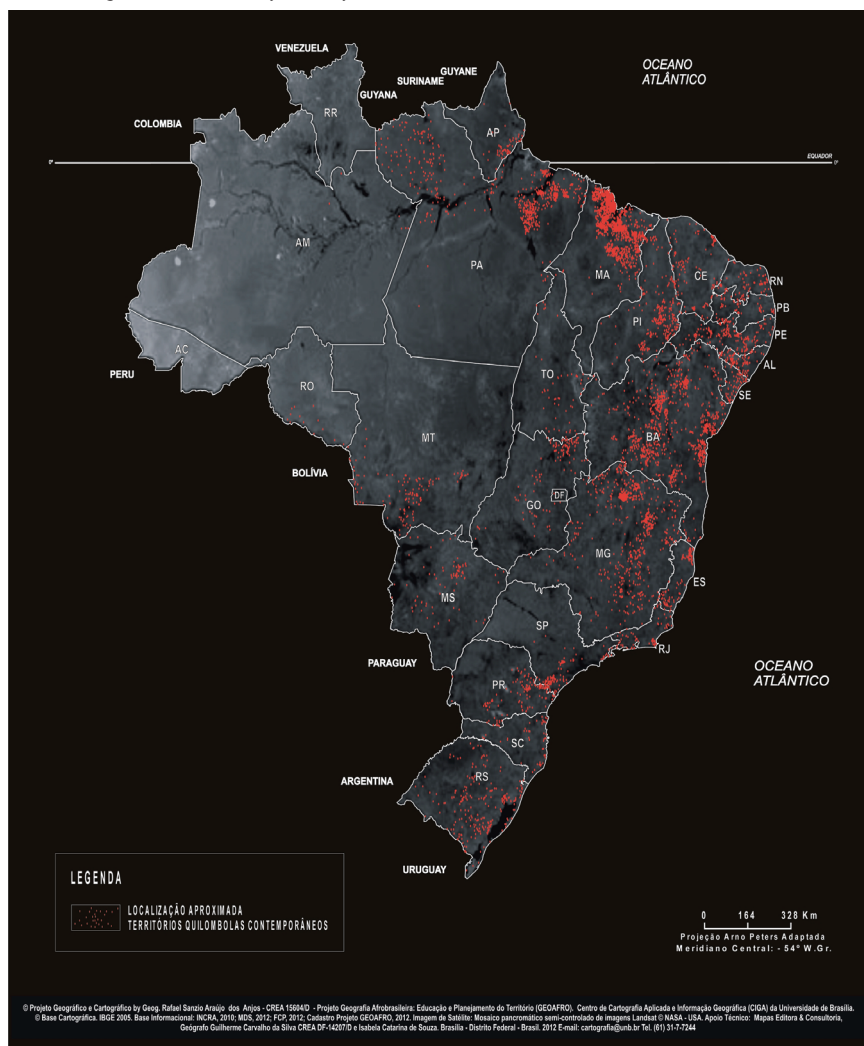 VENEZUELA
GUYANE
SURINAME
GUYANA
COLOMBIA
OCEANO
ATLÂNTICO
RR
AP
0°
EQUADOR
0°
AM
PA
MA
CE
RN
PB
PE
AL
SE
PI
AC
PERU
RO
TO
BA
MT
BOLÍVIA
GO
DF
MG
ES
MS
SP
RJ
PARAGUAY
PR
OCEANO
ATLÂNTICO
SC
RS
ARGENTINA
URUGUAY
LEGENDA
LOCALIZAÇÃO APROXIMADA
TERRITÓRIOS QUILOMBOLAS CONTEMPORÂNEOS
0 164 328 Km
Projeção Arno Peters Adaptada
Meridiano Central: - 54º W.Gr.
© Projeto Geográfico e Cartográfico by Geog. Rafael Sanzio Araújo dos Anjos - CREA 15604/D - Projeto Geografia Afrobrasileira: Educação e Planejamento do Território (GEOAFRO). Centro de Cartografia Aplicada e Informação Geográfica (CIGA) da Universidade de Brasília.
© Base Cartográfica. IBGE 2005. Base Informacional: INCRA, 2010; MDS, 2012; FCP, 2012; Cadastro Projeto GEOAFRO, 2012. Imagem de Satélite: Mosaico pancromático semi-controlado de imagens Landsat © NASA - USA. Apoio Técnico: Mapas Editora & Consultoria,
Geógrafo Guilherme Carvalho da Silva CREA DF-14207/D e Isabela Catarina de Souza. Brasília - Distrito Federal - Brasil. 2012 E-mail: cartografia@unb.br Tel. (61) 31-7-7244